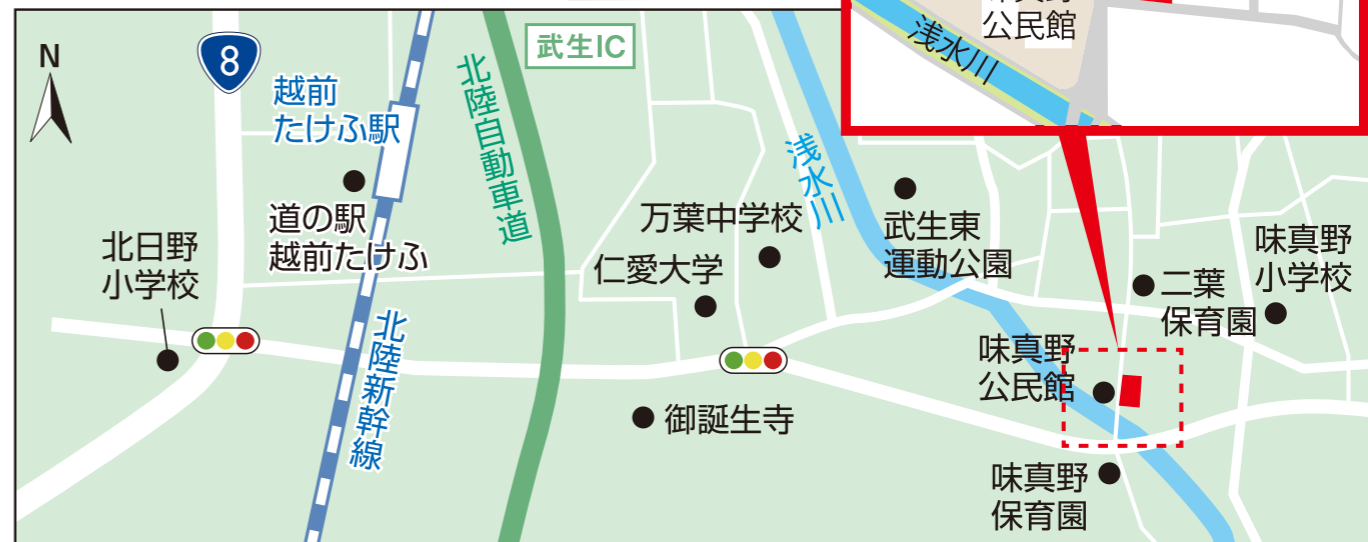 味真野
公民館
浅水川
N
8
武生IC
越前
たけふ駅
北陸自動車道
道の駅
越前たけふ
北日野
小学校
北陸新幹線
万葉中学校
仁愛大学
浅水川
武生東
運動公園
味真野
小学校
二葉
保育園
味真野
公民館
御誕生寺
味真野
保育園